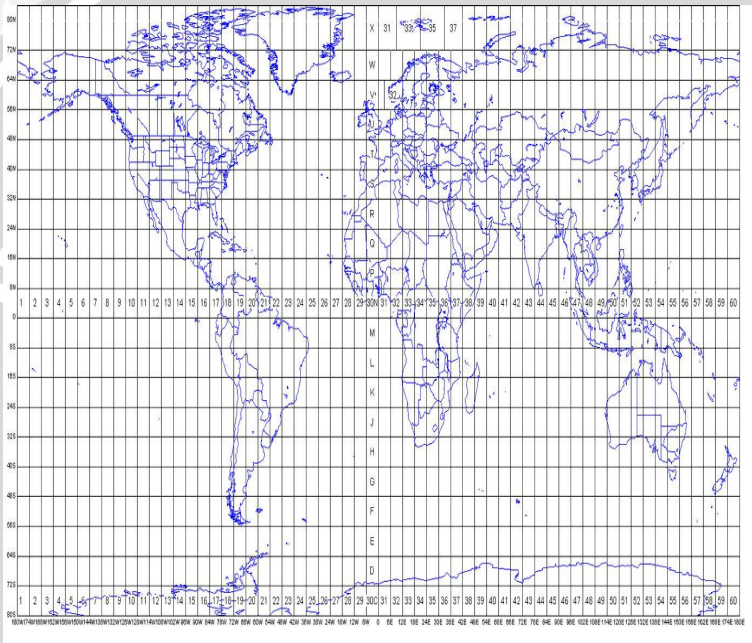 80N X 31 33 35 37
72N
W
64N
V 32
56N
U
48N
T
40N
S
32N
R
24N
Q
16N
P
8N
1 2 3 4 5 6 7 8 9 10 11 12 13 14 15 16 17 18 19 20 21 22 23 24 25 26 27 28 29 30N 31 32 33 34 35 36 37 38 39 40 41 42 43 44 45 46 47 48 49 50 51 52 53 54 55 56 57 58 59 60
0
M
8S
L
16S
K
24S
J
32S
H
40S
G
48S
F
56S
E
64S
D
72S
1 2 3 4 5 6 7 8 9 10 11 12 13 14 15 16 17 18 19 20 21 22 23 24 25 26 27 28 29 30C 31 32 33 34 35 36 37 38 39 40 41 42 43 44 45 46 47 48 49 50 51 52 53 54 55 56 57 58 59 60
80S
180W 174W 168W 162W 156W 150W 144W 138W 132W 126W 120W 114W 108W 102W 96W 90W 84W 78W 72W 66W 60W 54W 48W 42W 36W 30W 24W 18W 12W 6W 0 6E 12E 18E 24E 30E 36E 42E 48E 54E 60E 66E 72E 78E 84E 90E 96E 102E 108E 114E 120E 126E 132E 138E 144E 150E 156E 162E 168E 174E 180E